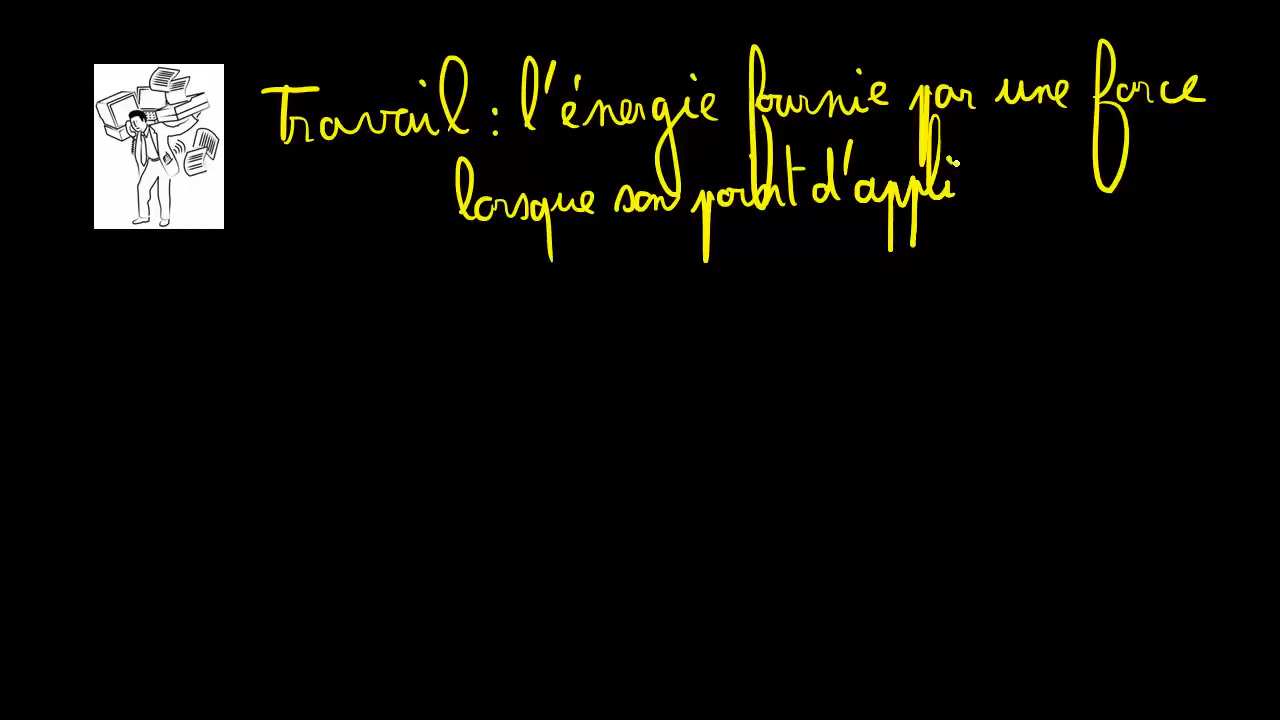 Travail : l'énergie fournie par une force
lorsque son point d'appli